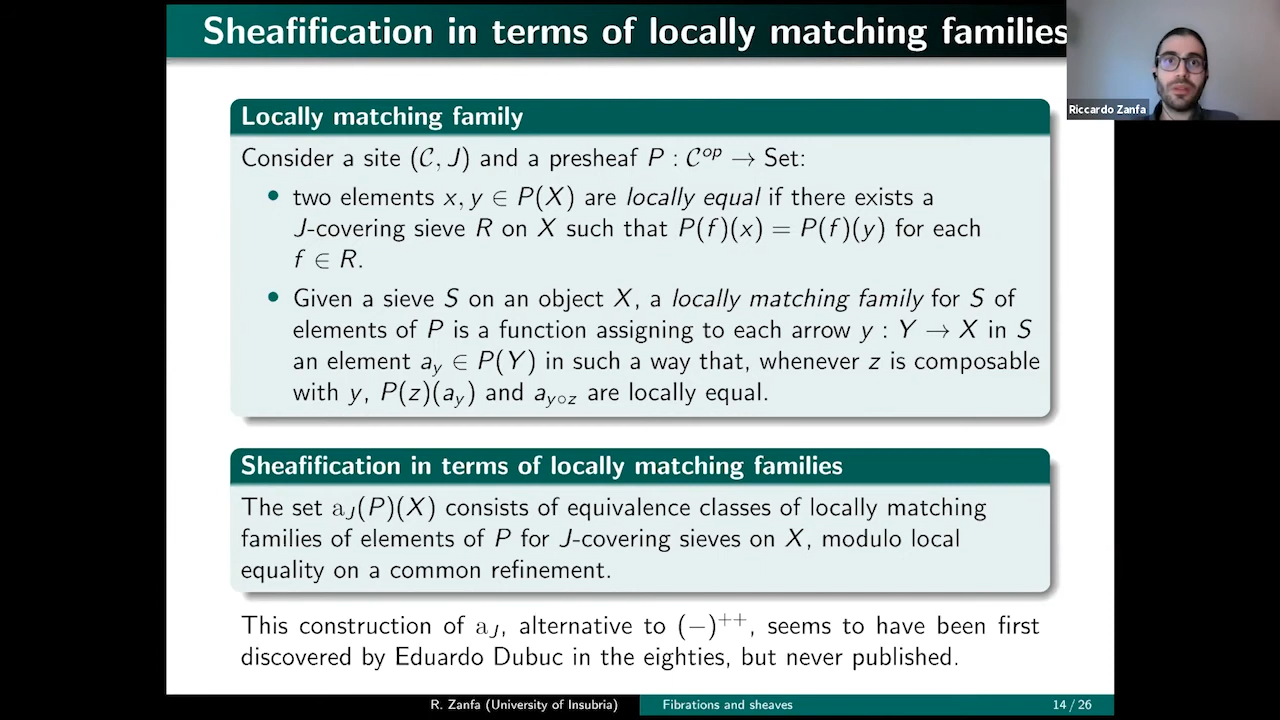 Sheafification in terms of locally matching families
Riccardo Zanfa
Locally matching family
Consider a site (𝒞, J) and a presheaf P : 𝒞ᵒᵖ → Set:
• two elements x, y ∈ P(X) are locally equal if there exists a
J-covering sieve R on X such that P(f)(x) = P(f)(y) for each
f ∈ R.
• Given a sieve S on an object X, a locally matching family for S of
elements of P is a function assigning to each arrow y : Y → X in S
an element a_y ∈ P(Y) in such a way that, whenever z is composable
with y, P(z)(a_y) and a_{y∘z} are locally equal.
Sheafification in terms of locally matching families
The set a_J(P)(X) consists of equivalence classes of locally matching
families of elements of P for J-covering sieves on X, modulo local
equality on a common refinement.
This construction of a_J, alternative to (−)⁺⁺, seems to have been first
discovered by Eduardo Dubuc in the eighties, but never published.
R. Zanfa (University of Insubria) Fibrations and sheaves 14 / 26